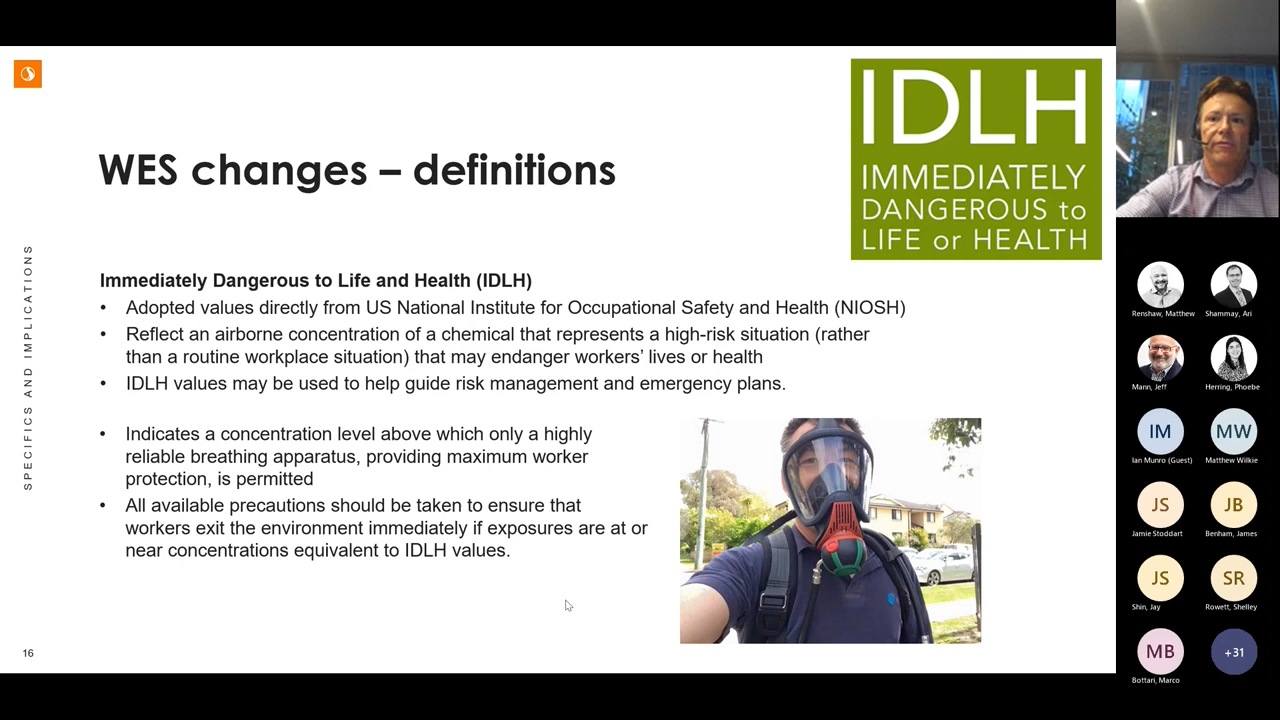 WES changes – definitions
IDLH
IMMEDIATELY
DANGEROUS to
LIFE or HEALTH
SPECIFICS AND IMPLICATIONS
Immediately Dangerous to Life and Health (IDLH)
• Adopted values directly from US National Institute for Occupational Safety and Health (NIOSH)
• Reflect an airborne concentration of a chemical that represents a high-risk situation (rather
than a routine workplace situation) that may endanger workers’ lives or health
• IDLH values may be used to help guide risk management and emergency plans.
• Indicates a concentration level above which only a highly
reliable breathing apparatus, providing maximum worker
protection, is permitted
• All available precautions should be taken to ensure that
workers exit the environment immediately if exposures are at or
near concentrations equivalent to IDLH values.
16
Renshaw, Matthew
Shammay, Ari
Mann, Jeff
Herring, Phoebe
IM
MW
Ian Munro (Guest)
Matthew Wilkie
JS
JB
Jamie Stoddart
Benham, James
JS
SR
Shin, Jay
Rowett, Shelley
MB
+31
Bottari, Marco